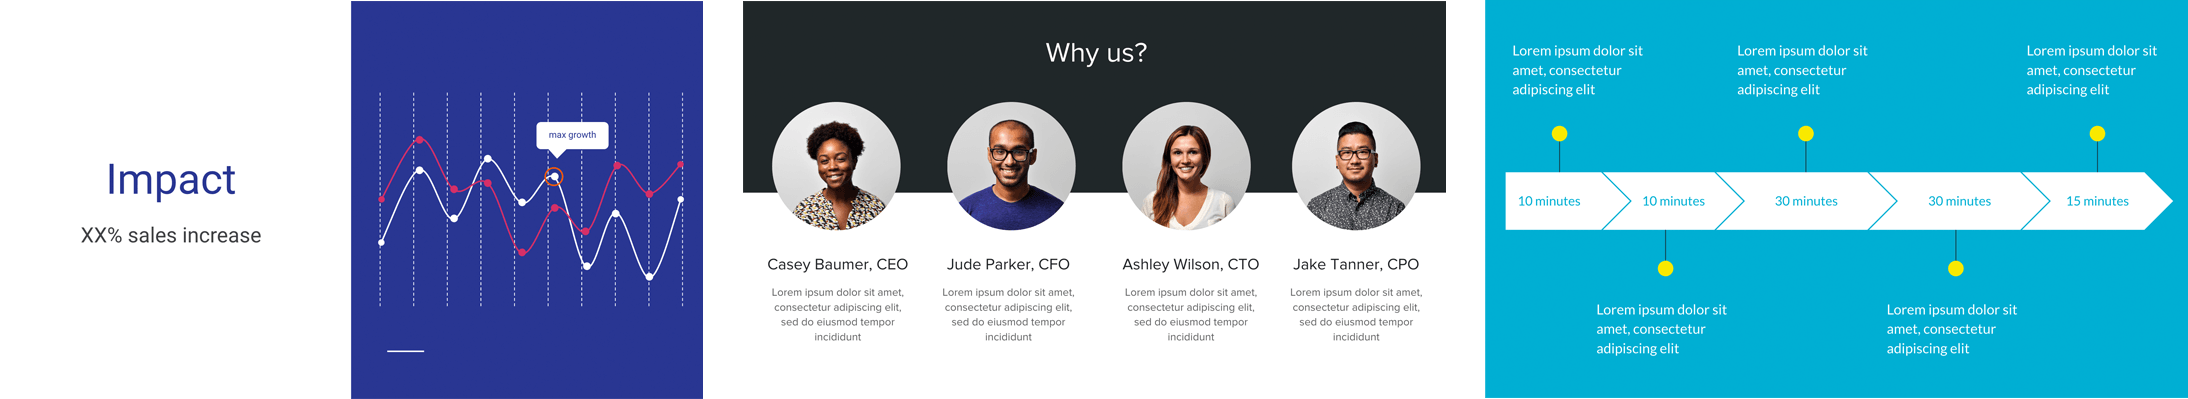 Impact
XX% sales increase
max growth
Why us?
Casey Baumer, CEO
Lorem ipsum dolor sit amet,
consectetur adipiscing elit,
sed do eiusmod tempor
incididunt
Jude Parker, CFO
Lorem ipsum dolor sit amet,
consectetur adipiscing elit,
sed do eiusmod tempor
incididunt
Ashley Wilson, CTO
Lorem ipsum dolor sit amet,
consectetur adipiscing elit,
sed do eiusmod tempor
incididunt
Jake Tanner, CPO
Lorem ipsum dolor sit amet,
consectetur adipiscing elit,
sed do eiusmod tempor
incididunt
Lorem ipsum dolor sit
amet, consectetur
adipiscing elit
Lorem ipsum dolor sit
amet, consectetur
adipiscing elit
Lorem ipsum dolor sit
amet, consectetur
adipiscing elit
10 minutes
10 minutes
30 minutes
30 minutes
15 minutes
Lorem ipsum dolor sit
amet, consectetur
adipiscing elit
Lorem ipsum dolor sit
amet, consectetur
adipiscing elit